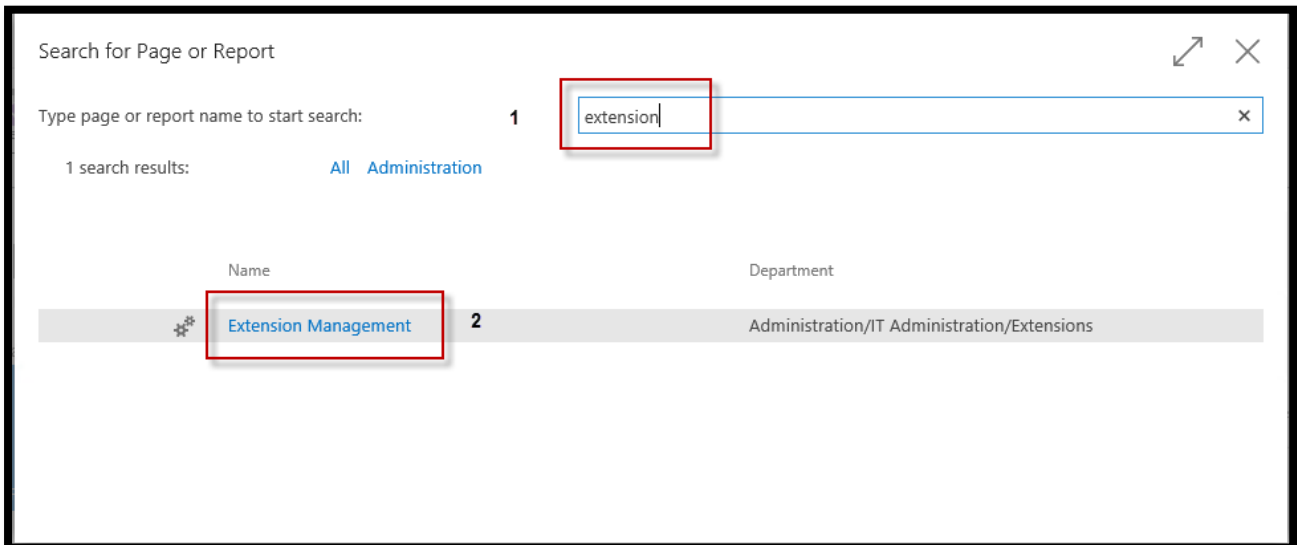 Search for Page or Report
Type page or report name to start search: 1 extension
1 search results: All Administration
Name Department
Extension Management 2 Administration/IT Administration/Extensions